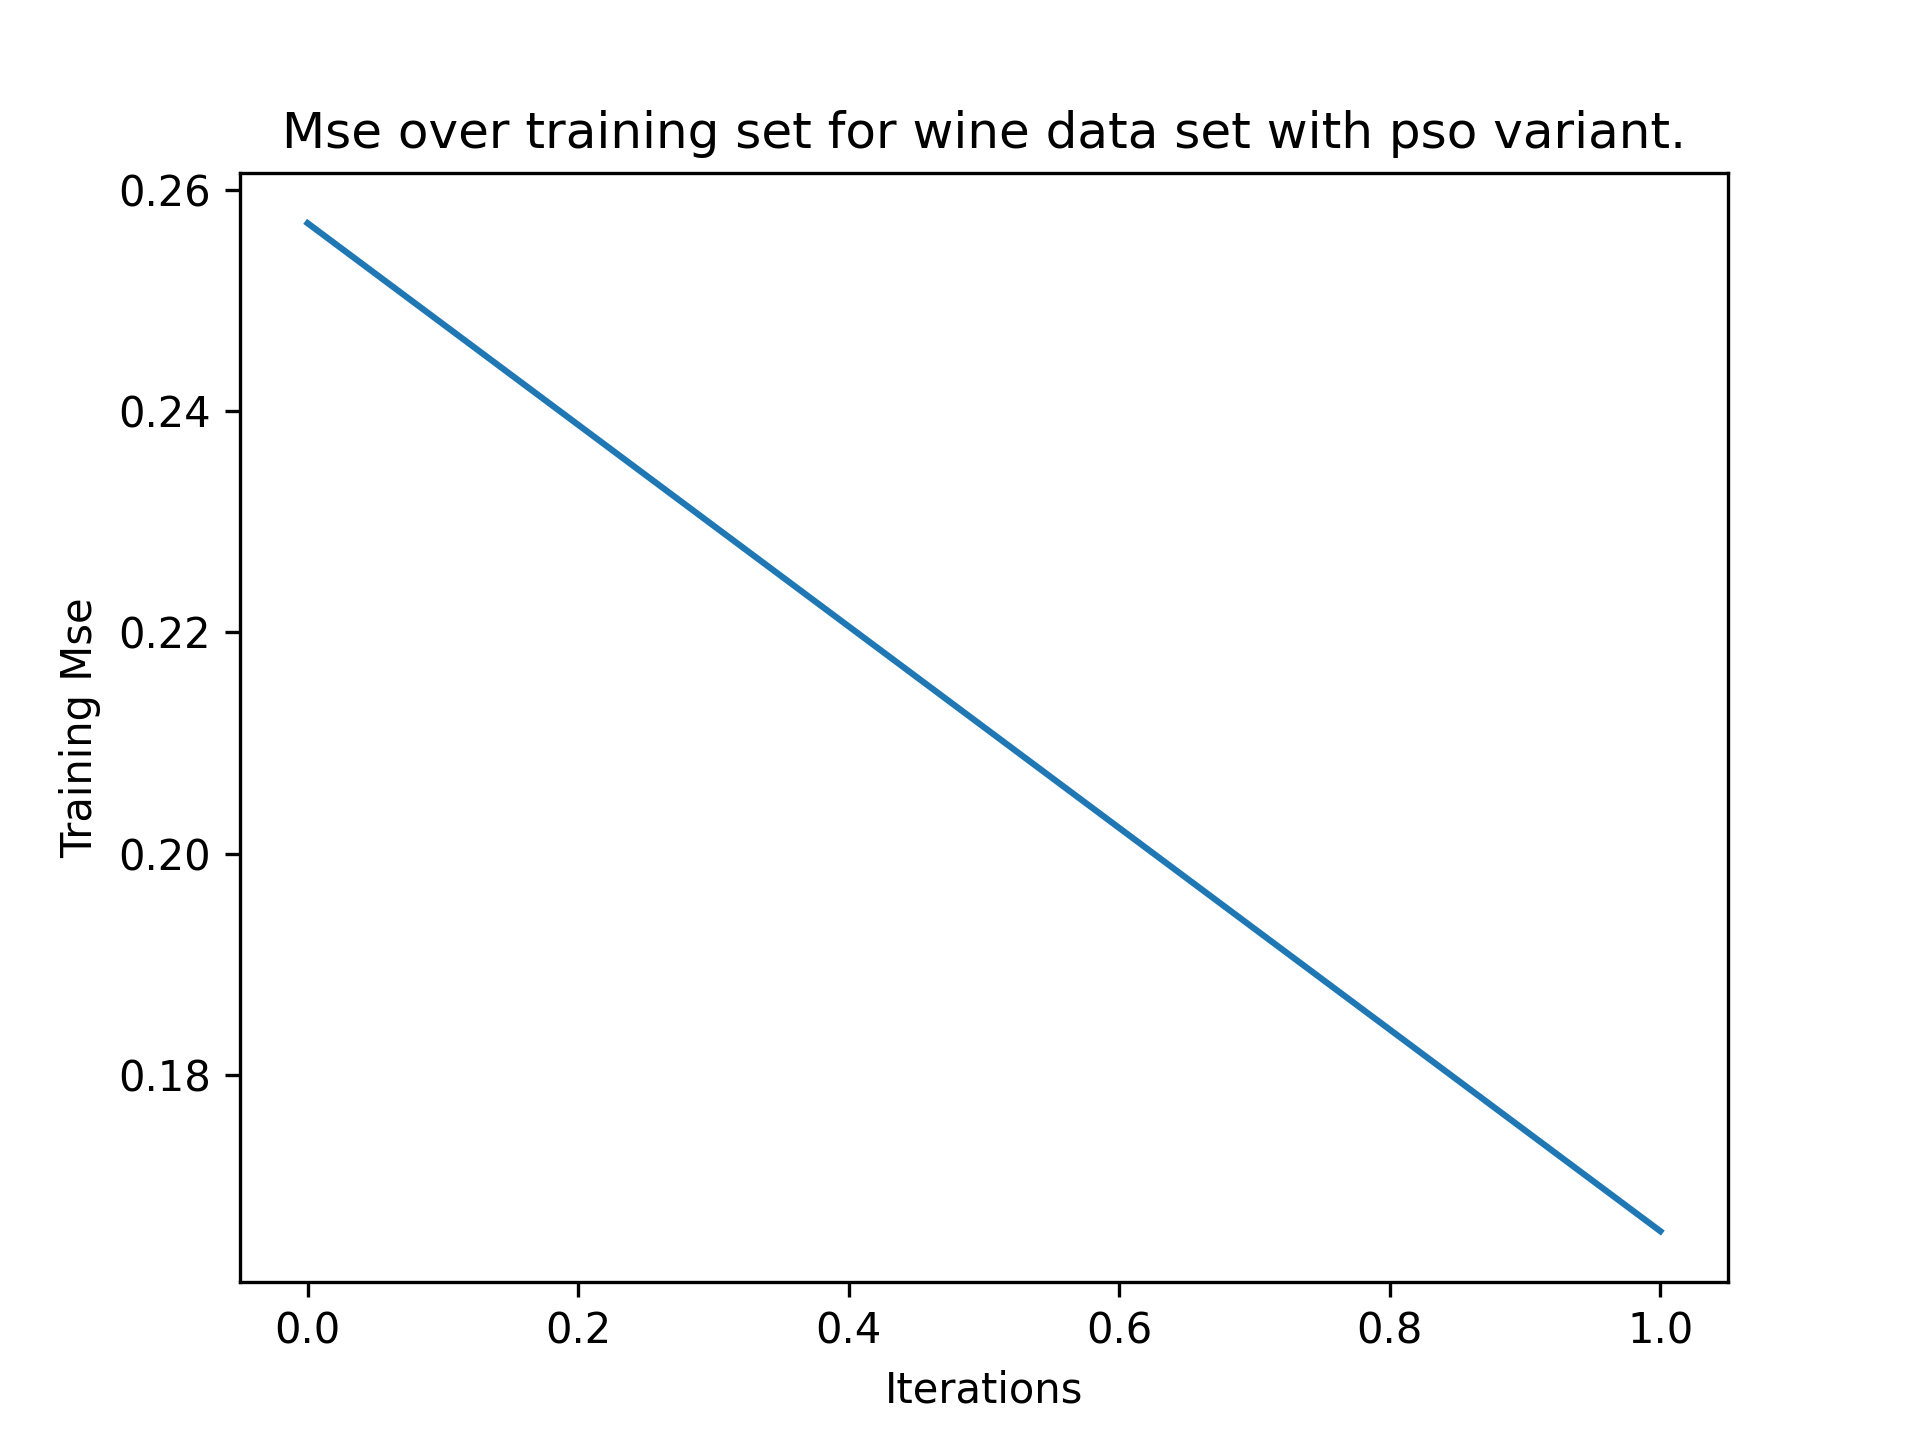 Mse over training set for wine data set with pso variant.
0.26
0.24
0.22
0.20
0.18
Training Mse
0.0 0.2 0.4 0.6 0.8 1.0
Iterations